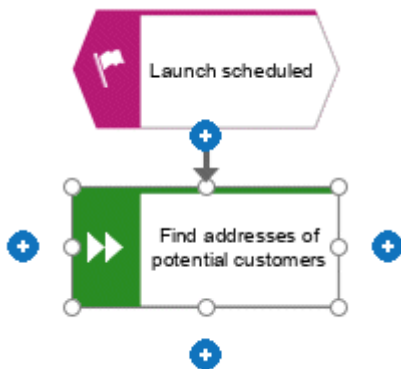 Launch scheduled
Find addresses of
potential customers